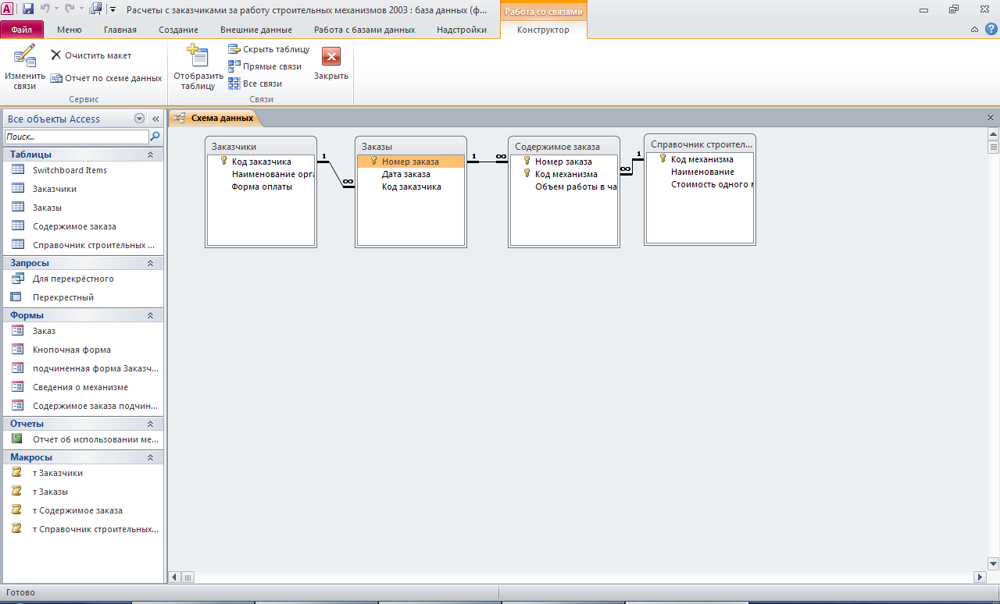 Расчеты с заказчиками за работу строительных механизмов 2003 : база данных (ф...
Работа со связями
Файл
Меню
Главная
Создание
Внешние данные
Работа с базами данных
Надстройки
Конструктор
Изменить связи
Очистить макет
Отчет по схеме данных
Сервис
Отобразить таблицу
Скрыть таблицу
Прямые связи
Все связи
Закрыть
Связи
Все объекты Access
Поиск...
Таблицы
Switchboard Items
Заказчики
Заказы
Содержимое заказа
Справочник строительных ...
Запросы
Для перекрёстного
Перекрестный
Формы
Заказ
Кнопочная форма
подчиненная форма Заказч...
Сведения о механизме
Содержимое заказа подчин...
Отчеты
Отчет об использовании ме...
Макросы
т Заказчики
т Заказы
т Содержимое заказа
т Справочник строительных...
Схема данных
Заказчики
Код заказчика
Наименование орга
Форма оплаты
1
∞
Заказы
Номер заказа
Дата заказа
Код заказчика
1
∞
Содержимое заказа
Номер заказа
Код механизма
Объем работы в ча
∞
1
Справочник строител...
Код механизма
Наименование
Стоимость одного м
Готово